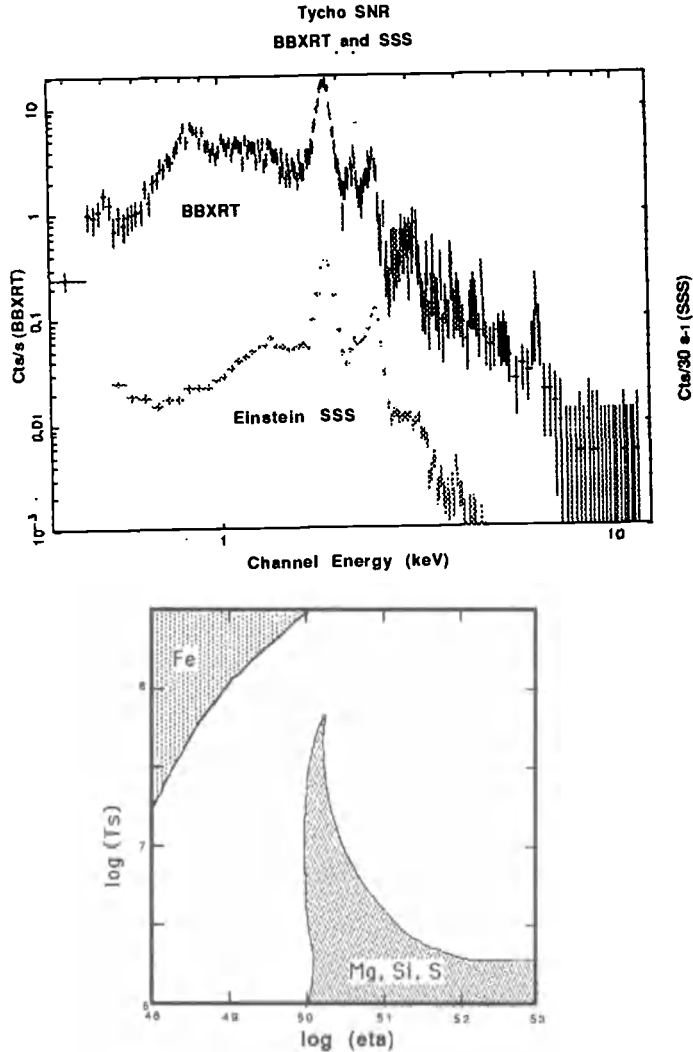 Tycho SNR
BBXRT and SSS
10
1
0.1
0.01
10⁻³
Cts/s (BBXRT)
Cts/30 s-1 (SSS)
BBXRT
Einstein SSS
1
10
Channel Energy (keV)
Fe
8
7
6
log (Ts)
Mg, Si, S
48
49
50
51
52
53
log (eta)